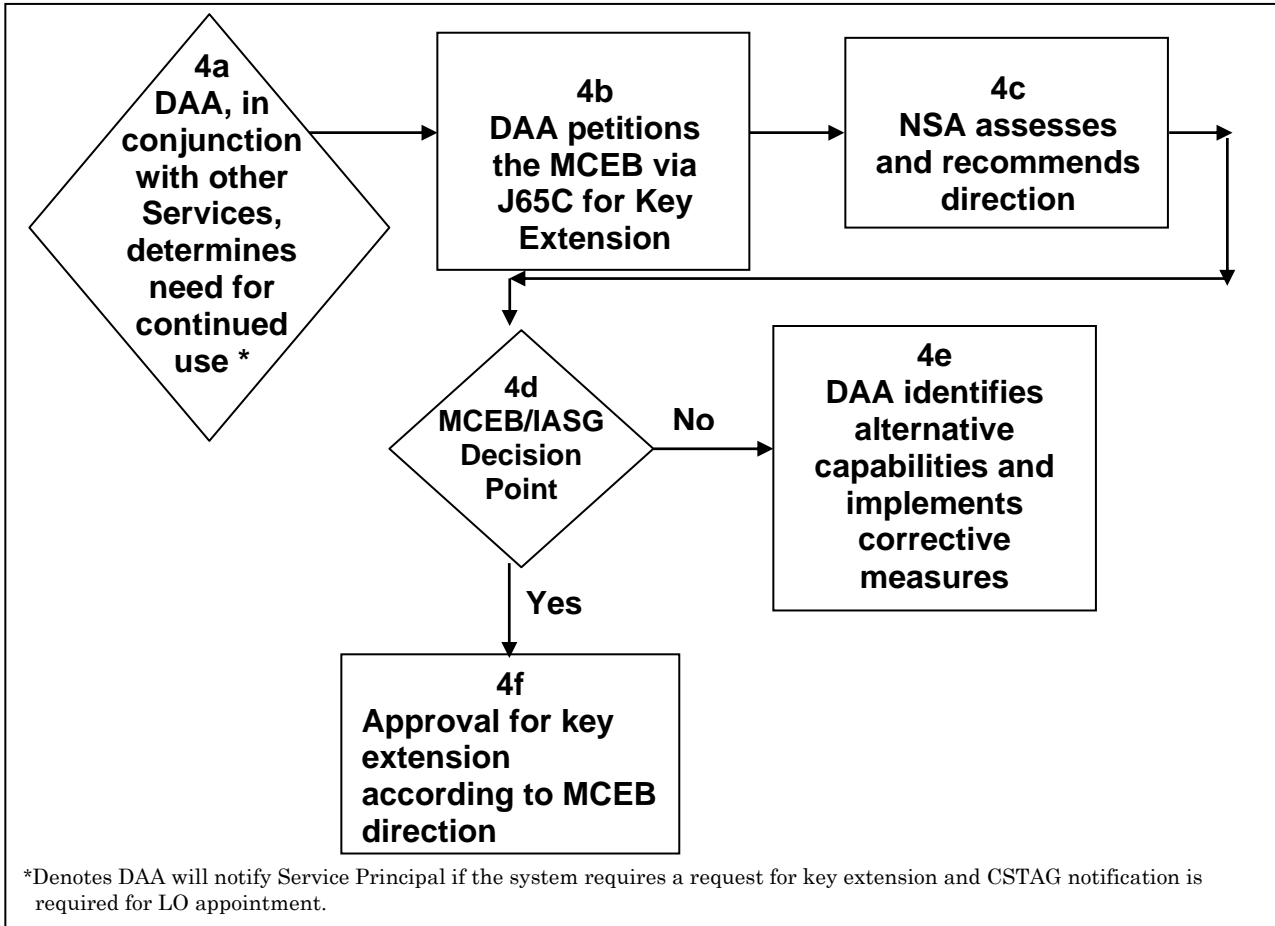 4a
DAA, in
conjunction
with other
Services,
determines
need for
continued
use *
4b
DAA petitions
the MCEB via
J65C for Key
Extension
4c
NSA assesses
and recommends
direction
4d
MCEB/IASG
Decision
Point
No
4e
DAA identifies
alternative
capabilities and
implements
corrective
measures
Yes
4f
Approval for key
extension
according to MCEB
direction
*Denotes DAA will notify Service Principal if the system requires a request for key extension and CSTAG notification is
required for LO appointment.